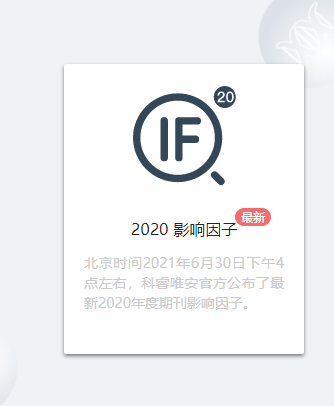 20
IF
2020 影响因子
最新
北京时间2021年6月30日下午4
点左右，科睿唯安官方公布了最
新2020年度期刊影响因子。